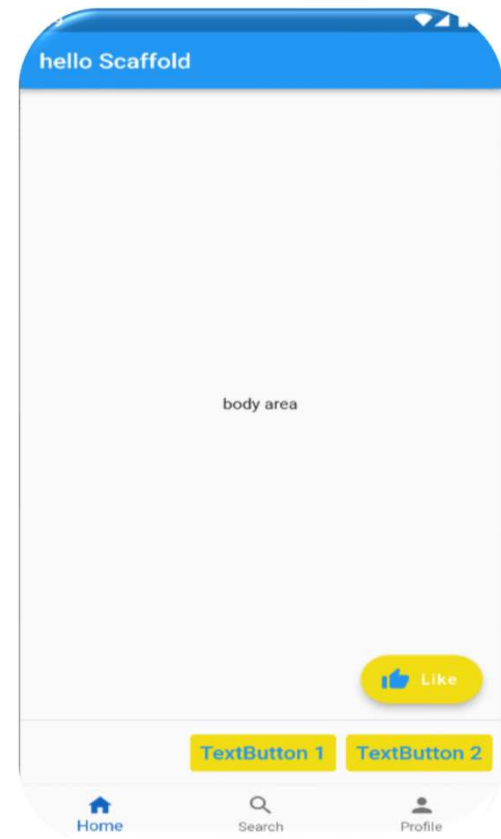 hello Scaffold
body area
Like
TextButton 1 TextButton 2
Home Search Profile